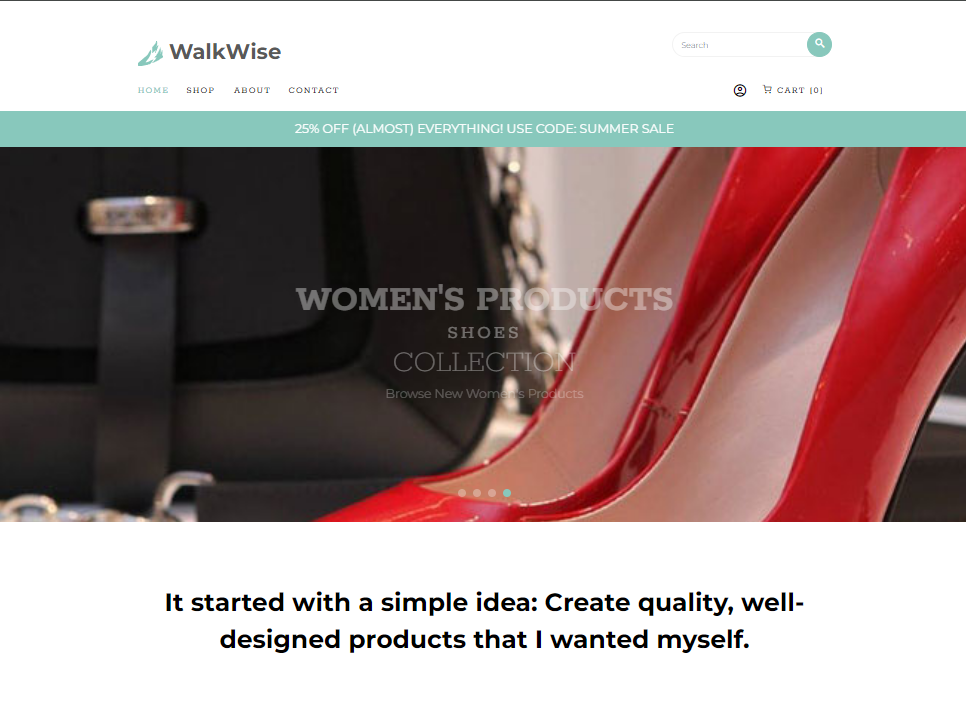 WalkWise
Search
HOME SHOP ABOUT CONTACT
CART [0]
25% OFF (ALMOST) EVERYTHING! USE CODE: SUMMER SALE
WOMEN'S PRODUCTS
SHOES
COLLECTION
Browse New Women's Products
It started with a simple idea: Create quality, well-
designed products that I wanted myself.